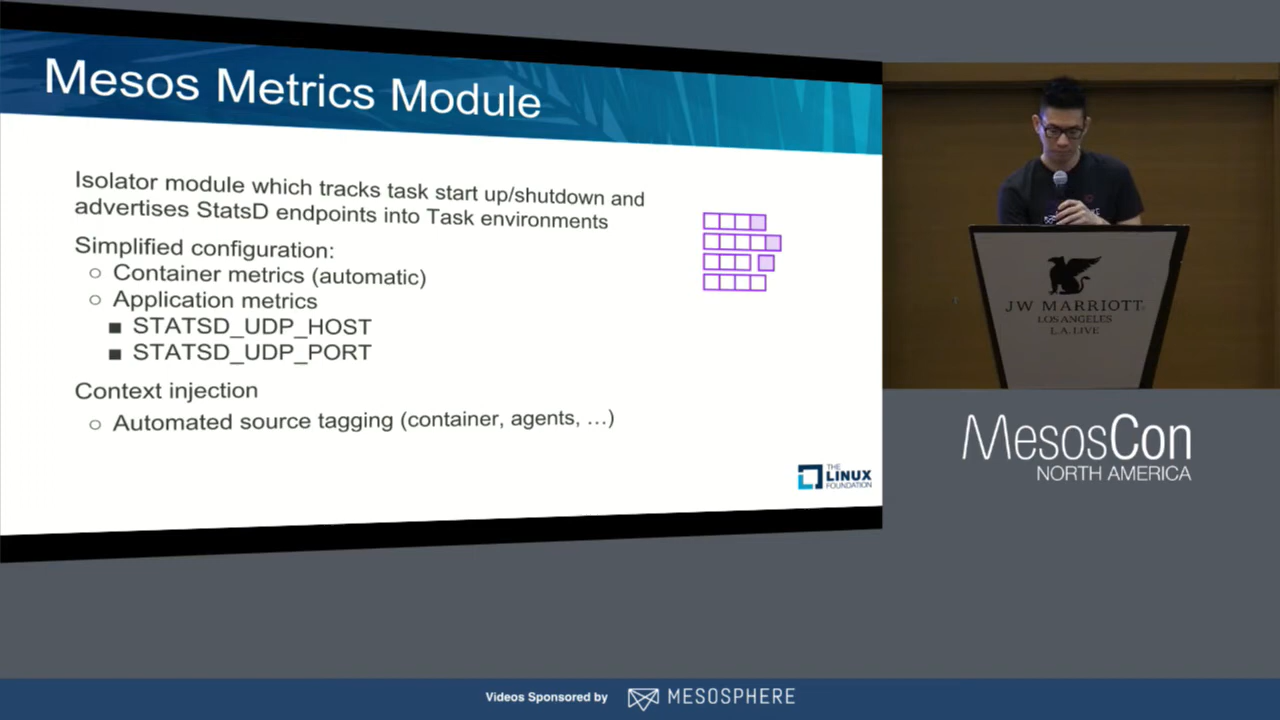 Mesos Metrics Module
Isolator module which tracks task start up/shutdown and
advertises StatsD endpoints into Task environments
Simplified configuration:
○ Container metrics (automatic)
○ Application metrics
■ STATSD_UDP_HOST
■ STATSD_UDP_PORT
Context injection
○ Automated source tagging (container, agents, …)
THE
LINUX
FOUNDATION
JW MARRIOTT
LOS ANGELES
L.A. LIVE
MesosCon
NORTH AMERICA
Videos Sponsored by
MESOSPHERE